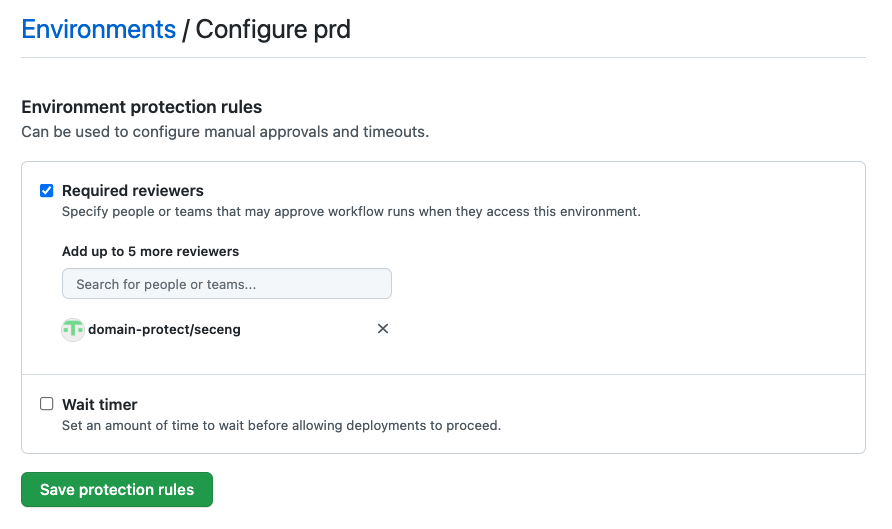 Environments / Configure prd
Environment protection rules
Can be used to configure manual approvals and timeouts.
Required reviewers
Specify people or teams that may approve workflow runs when they access this environment.
Add up to 5 more reviewers
Search for people or teams...
domain-protect/seceng
Wait timer
Set an amount of time to wait before allowing deployments to proceed.
Save protection rules